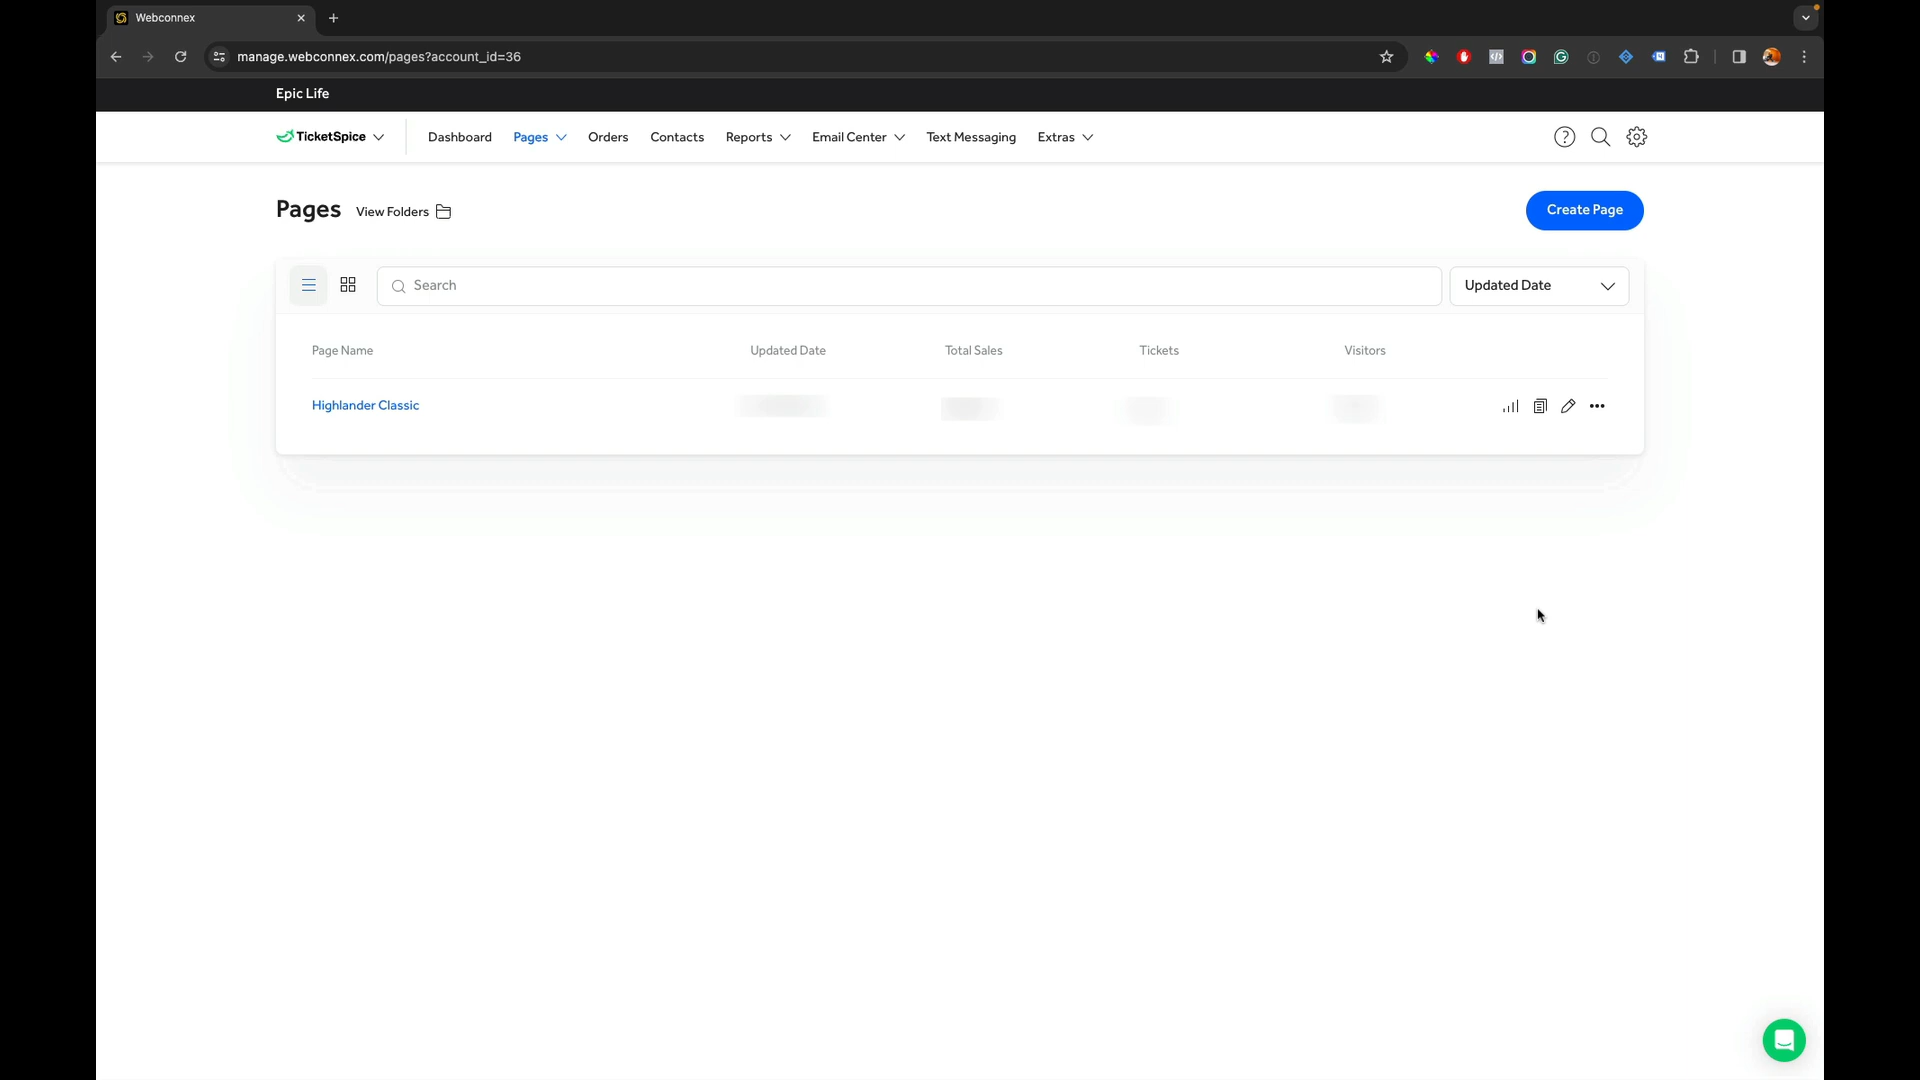 Webconnex
manage.webconnex.com/pages?account_id=36
Epic Life
TicketSpice Dashboard Pages Orders Contacts Reports Email Center Text Messaging Extras
Pages View Folders Create Page
Search Updated Date
Page Name Updated Date Total Sales Tickets Visitors
Highlander Classic